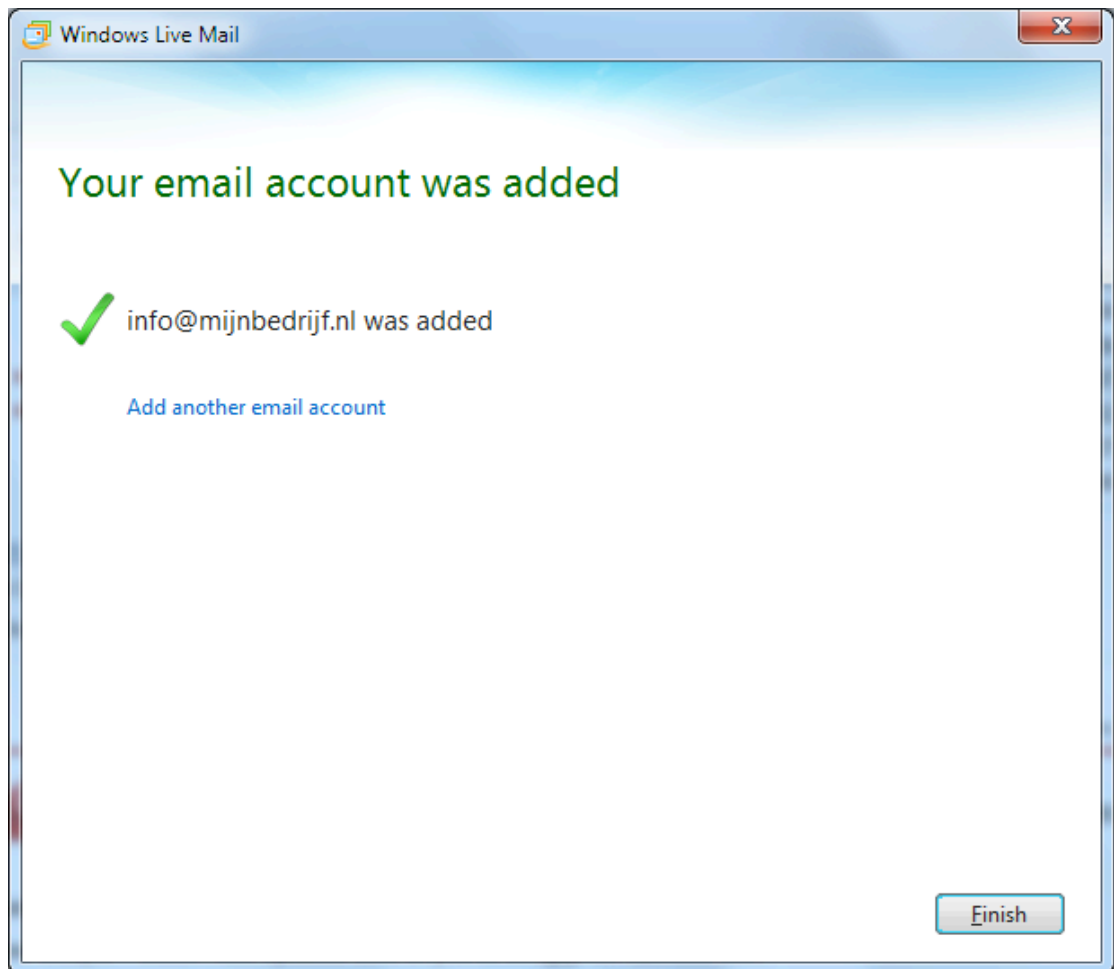 Windows Live Mail
Your email account was added
info@mijnbedrijf.nl was added
Add another email account
Finish